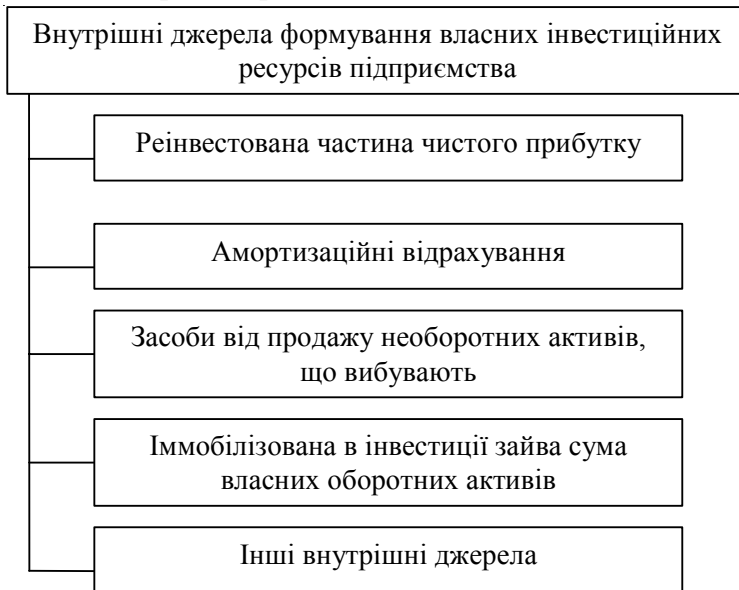 Внутрішні джерела формування власних інвестиційних
ресурсів підприємства
Реінвестована частина чистого прибутку
Амортизаційні відрахування
Засоби від продажу необоротних активів,
що вибувають
Іммобілізована в інвестиції зайва сума
власних оборотних активів
Інші внутрішні джерела